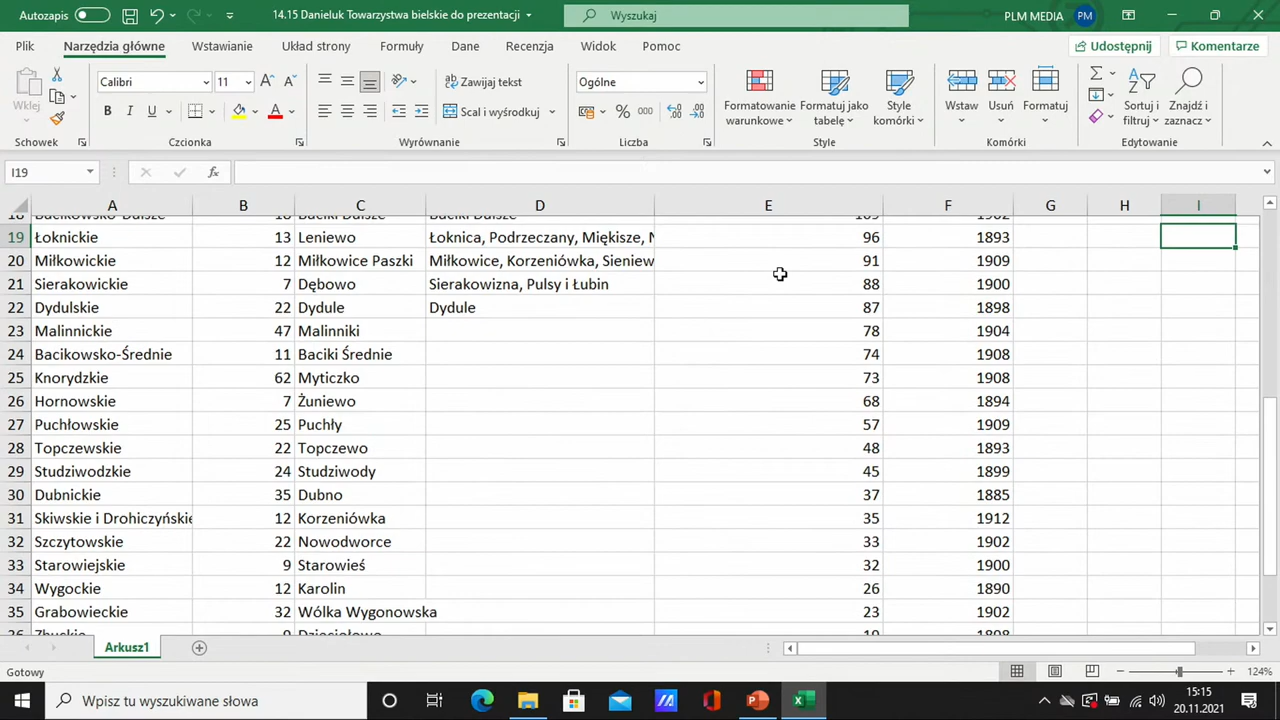 Autozapis 14.15 Danieluk Towarzystwa bielskie do prezentacji Wyszukaj PLM MEDIA PM
Plik Narzędzia główne Wstawianie Układ strony Formuły Dane Recenzja Widok Pomoc Udostępnij Komentarze
Wklej
Calibri 11
B I U A
Zawijaj tekst
Scal i wyśrodkuj
Ogólne
% 000
Formatowanie warunkowe
Formatuj jako tabelę
Style komórki
Wstaw Usuń Formatuj
Sortuj i filtruj
Znajdź i zaznacz
Schowek Czcionka Wyrównanie Liczba Style Komórki Edytowanie
I19 fx
A B C D E F G H I
18 Bacikowsko-Dalsze 18 Baciki Dalsze Baciki Dalsze 109 1902
19 Łoknickie 13 Leniewo Łoknica, Podrzeczany, Miękisze, N 96 1893
20 Miłkowickie 12 Miłkowice Paszki Miłkowice, Korzeniówka, Sieniew 91 1909
21 Sierakowickie 7 Dębowo Sierakowizna, Pulsy i Łubin 88 1900
22 Dydulskie 22 Dydule Dydule 87 1898
23 Malinnickie 47 Malinniki 78 1904
24 Bacikowsko-Średnie 11 Baciki Średnie 74 1908
25 Knorydzkie 62 Myticzko 73 1908
26 Hornowskie 7 Żuniewo 68 1894
27 Puchłowskie 25 Puchły 57 1909
28 Topczewskie 22 Topczewo 48 1893
29 Studziwodzkie 24 Studziwody 45 1899
30 Dubnickie 35 Dubno 37 1885
31 Skiwskie i Drohiczyńskie 12 Korzeniówka 35 1912
32 Szczytowskie 22 Nowodworce 33 1902
33 Starowiejskie 9 Starowieś 32 1900
34 Wygockie 12 Karolin 26 1890
35 Grabowieckie 32 Wólka Wygonowska 23 1902
36 Zbuckie 9 Dzieciołowo 19 1898
Arkusz1
Gotowy 124%
Wpisz tu wyszukiwane słowa 15:15
20.11.2021